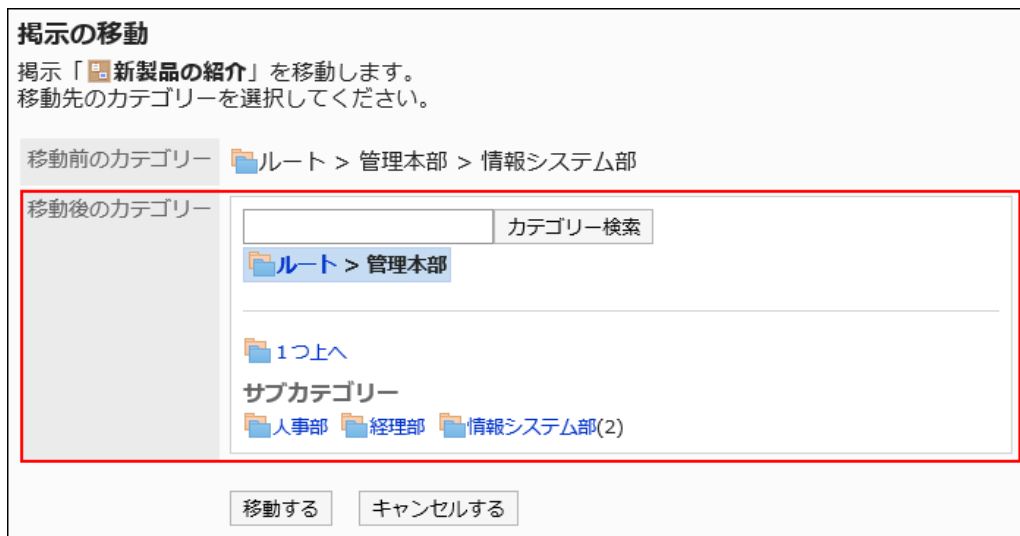 掲示の移動
掲示「新製品の紹介」を移動します。
移動先のカテゴリーを選択してください。
移動前のカテゴリー ルート > 管理本部 > 情報システム部
移動後のカテゴリー
カテゴリー検索
ルート > 管理本部
1つ上へ
サブカテゴリー
人事部 経理部 情報システム部(2)
移動する キャンセルする